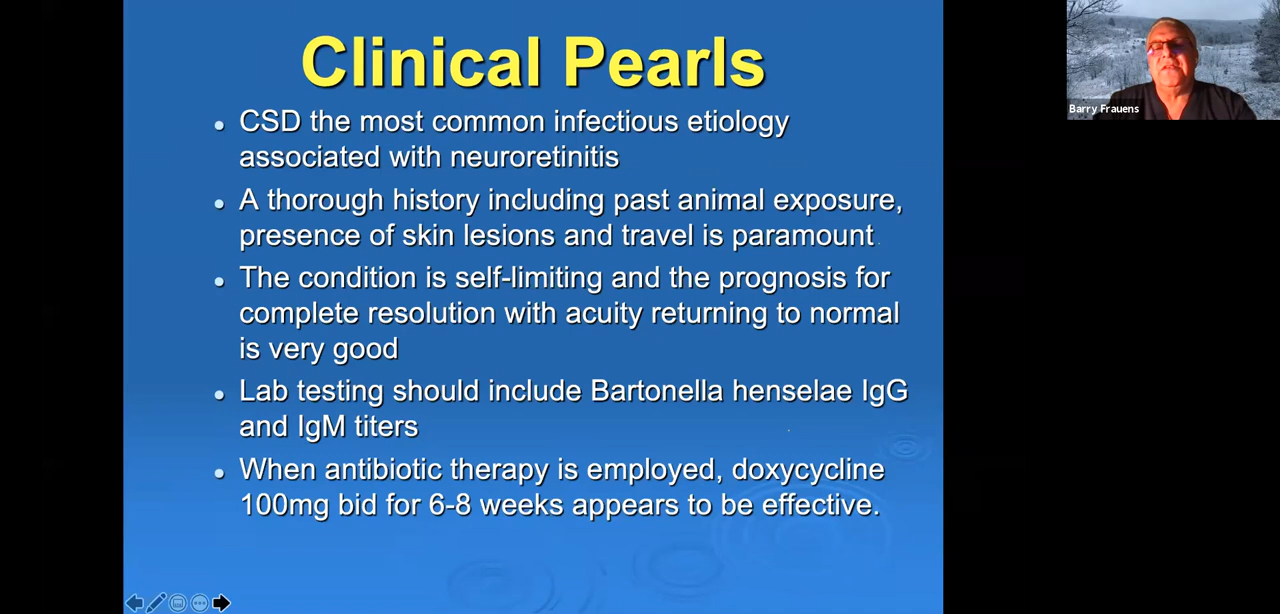 Clinical Pearls
CSD the most common infectious etiology
associated with neuroretinitis
A thorough history including past animal exposure,
presence of skin lesions and travel is paramount
The condition is self-limiting and the prognosis for
complete resolution with acuity returning to normal
is very good
Lab testing should include Bartonella henselae IgG
and IgM titers
When antibiotic therapy is employed, doxycycline
100mg bid for 6-8 weeks appears to be effective.
Barry Frauens